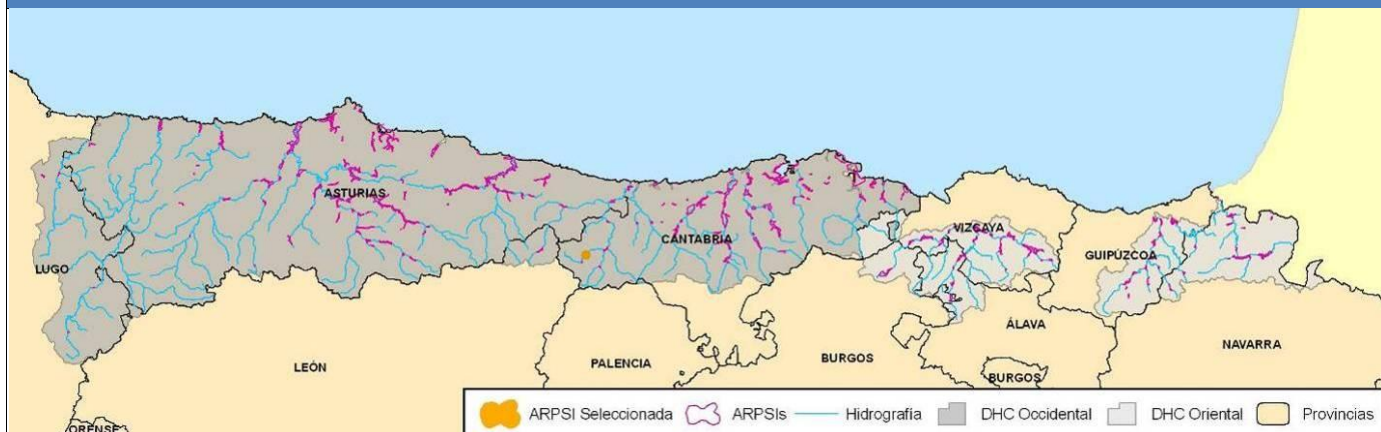 ASTURIAS
CANTABRIA
VIZCAYA
GUIPÚZCOA
LUGO
ÁLAVA
NAVARRA
LEÓN
PALENCIA
BURGOS
BURGOS
ORENSE
ARPSI Seleccionada ARPSIs Hidrografía DHC Occidental DHC Oriental Provincias